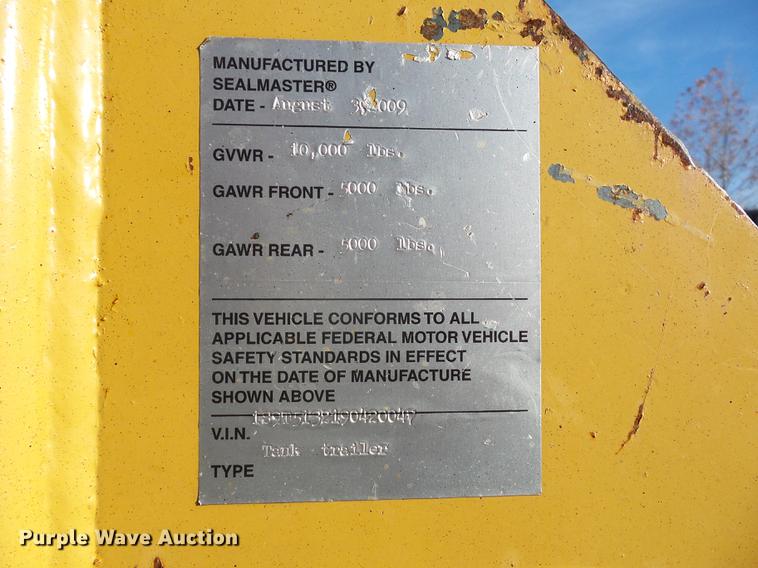 MANUFACTURED BY
SEALMASTER®
DATE - August 2009
GVWR - 10,000 lbs.
GAWR FRONT - 5000 lbs.
GAWR REAR - 5000 lbs.
THIS VEHICLE CONFORMS TO ALL
APPLICABLE FEDERAL MOTOR VEHICLE
SAFETY STANDARDS IN EFFECT
ON THE DATE OF MANUFACTURE
SHOWN ABOVE
V.I.N.
Tank trailer
TYPE
Purple Wave Auction